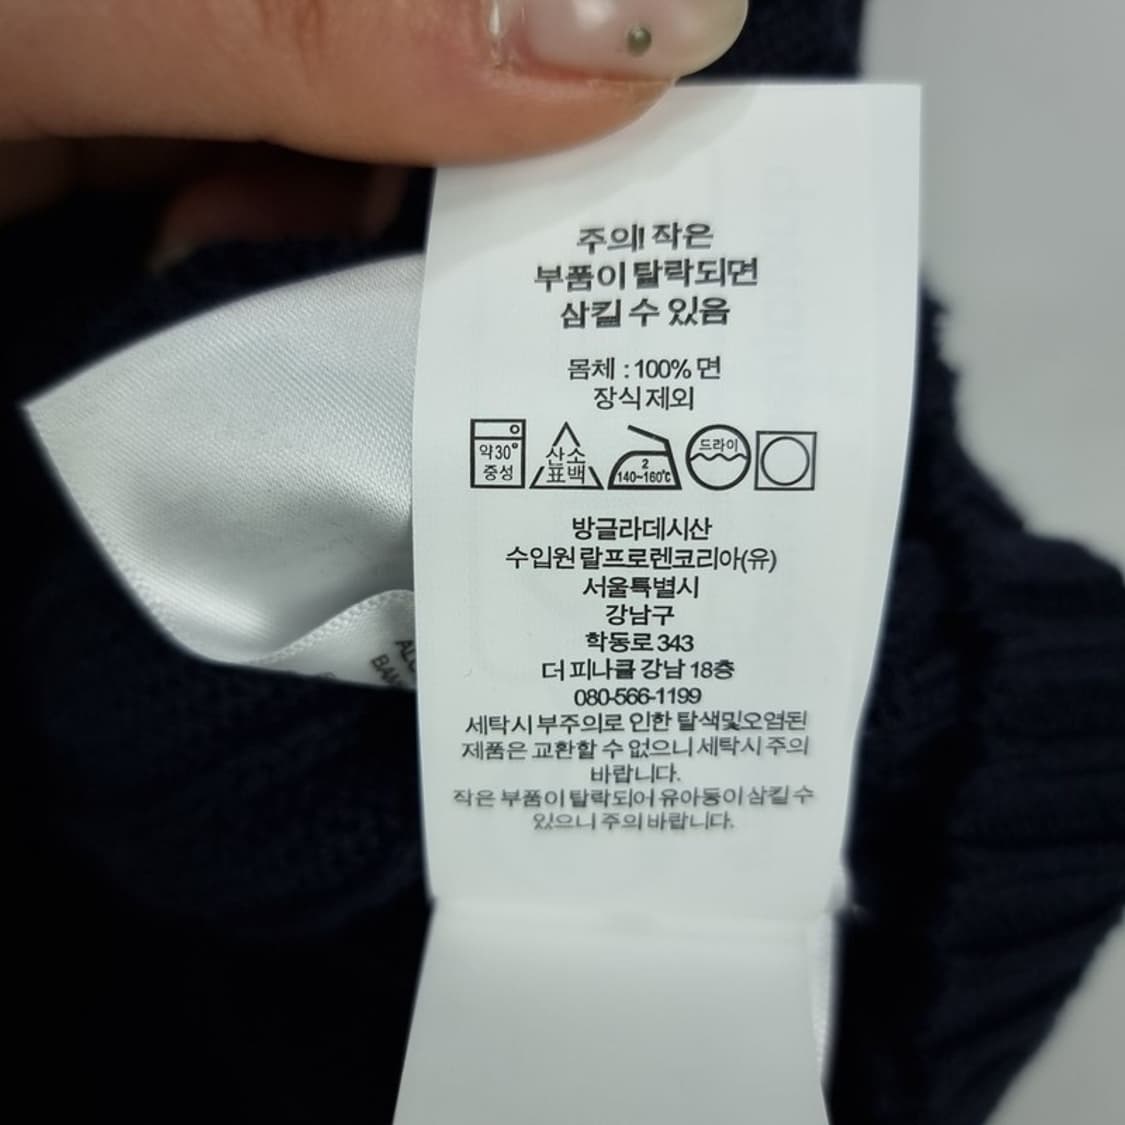 주의! 작은
부품이 탈락되면
삼킬 수 있음
몸체 : 100% 면
장식 제외
약30°
중성
산소
표백
2
140~160℃
드라이
방글라데시산
수입원 랄프로렌코리아(유)
서울특별시
강남구
학동로 343
더 피나클 강남 18층
080-566-1199
세탁시 부주의로 인한 탈색및오염된
제품은 교환할 수 없으니 세탁시 주의
바랍니다.
작은 부품이 탈락되어 유아등이 삼킬 수
있으니 주의 바랍니다.